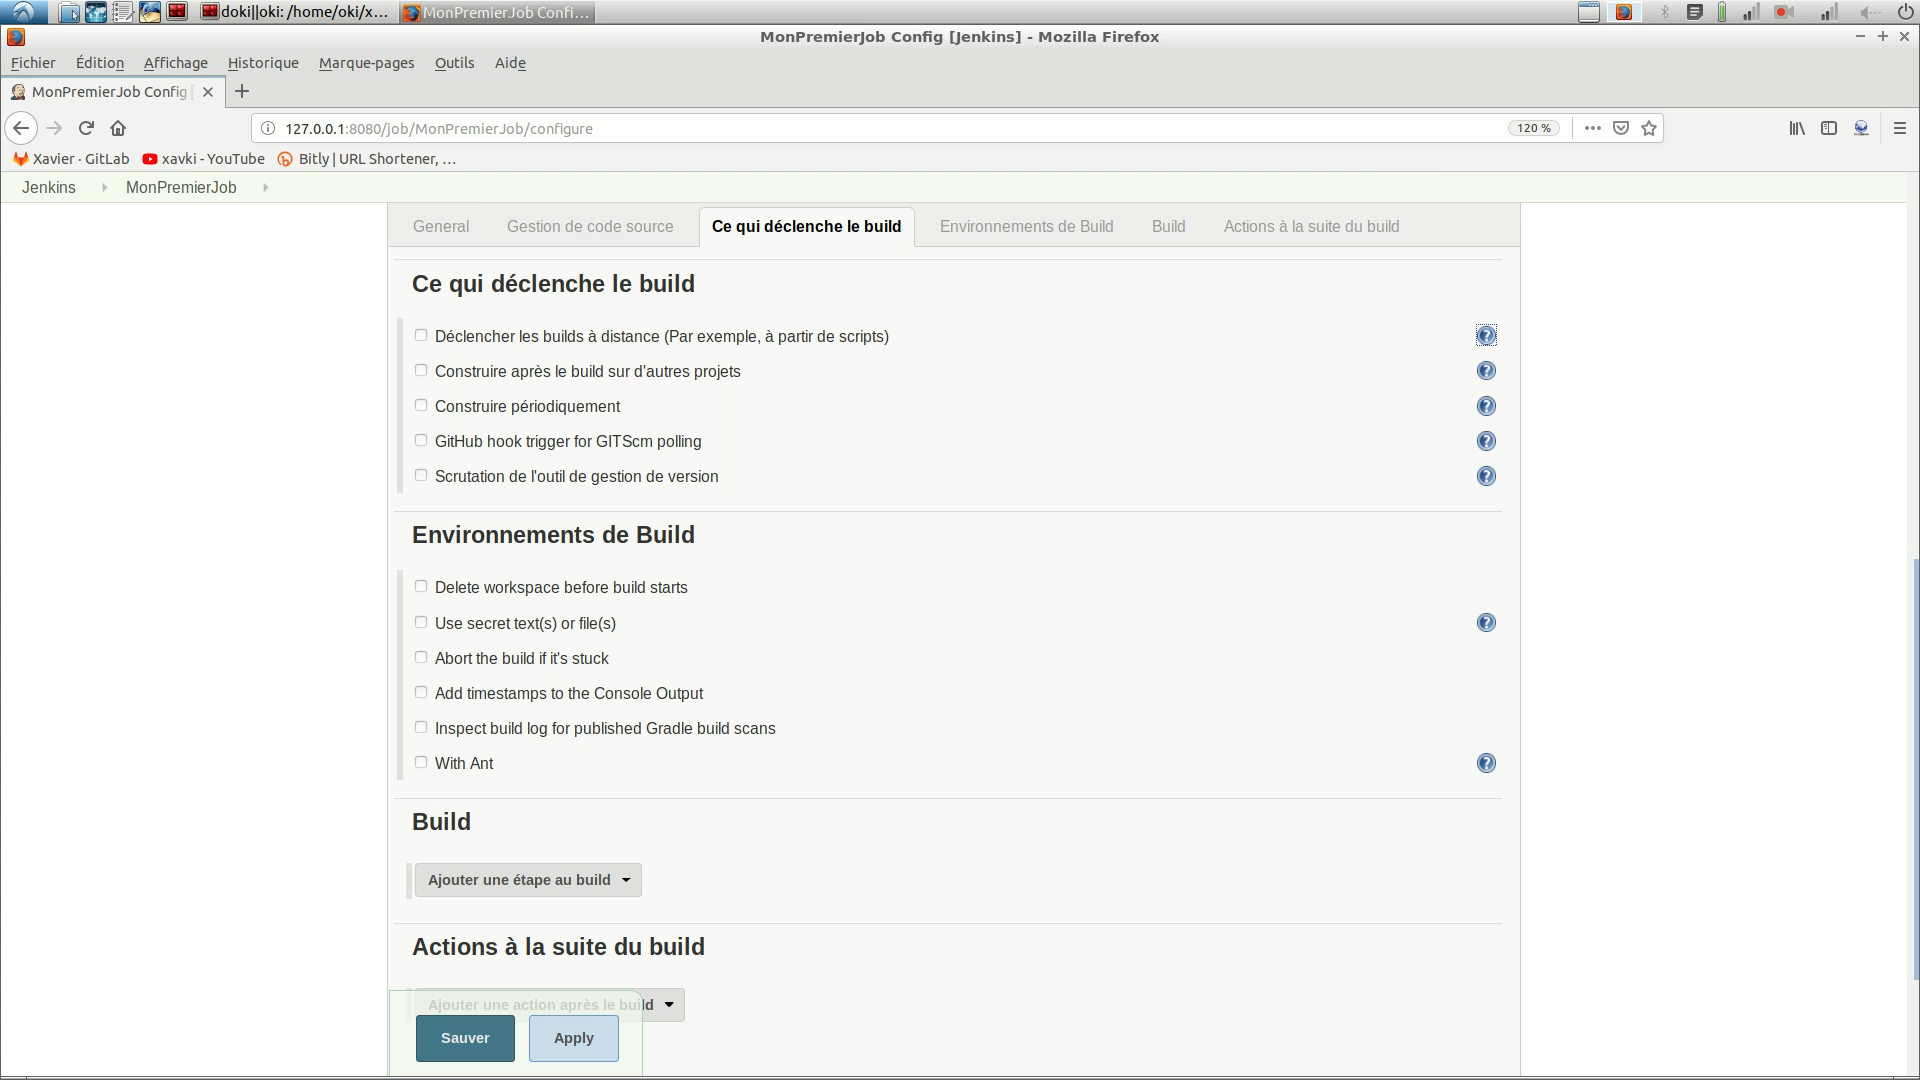 doki||oki: /home/oki/x...
MonPremierJob Confi...
MonPremierJob Config [Jenkins] - Mozilla Firefox
Fichier Édition Affichage Historique Marque-pages Outils Aide
MonPremierJob Config [
127.0.0.1:8080/job/MonPremierJob/configure
120 %
Xavier · GitLab xavki - YouTube Bitly | URL Shortener, ...
Jenkins MonPremierJob
General Gestion de code source Ce qui déclenche le build Environnements de Build Build Actions à la suite du build
Ce qui déclenche le build
Déclencher les builds à distance (Par exemple, à partir de scripts)
Construire après le build sur d'autres projets
Construire périodiquement
GitHub hook trigger for GITScm polling
Scrutation de l'outil de gestion de version
Environnements de Build
Delete workspace before build starts
Use secret text(s) or file(s)
Abort the build if it's stuck
Add timestamps to the Console Output
Inspect build log for published Gradle build scans
With Ant
Build
Ajouter une étape au build
Actions à la suite du build
Ajouter une action après le build
Sauver Apply